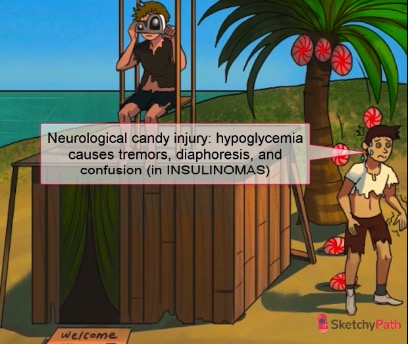 Neurological candy injury: hypoglycemia
causes tremors, diaphoresis, and
confusion (in INSULINOMAS)
welcome
SketchyPath